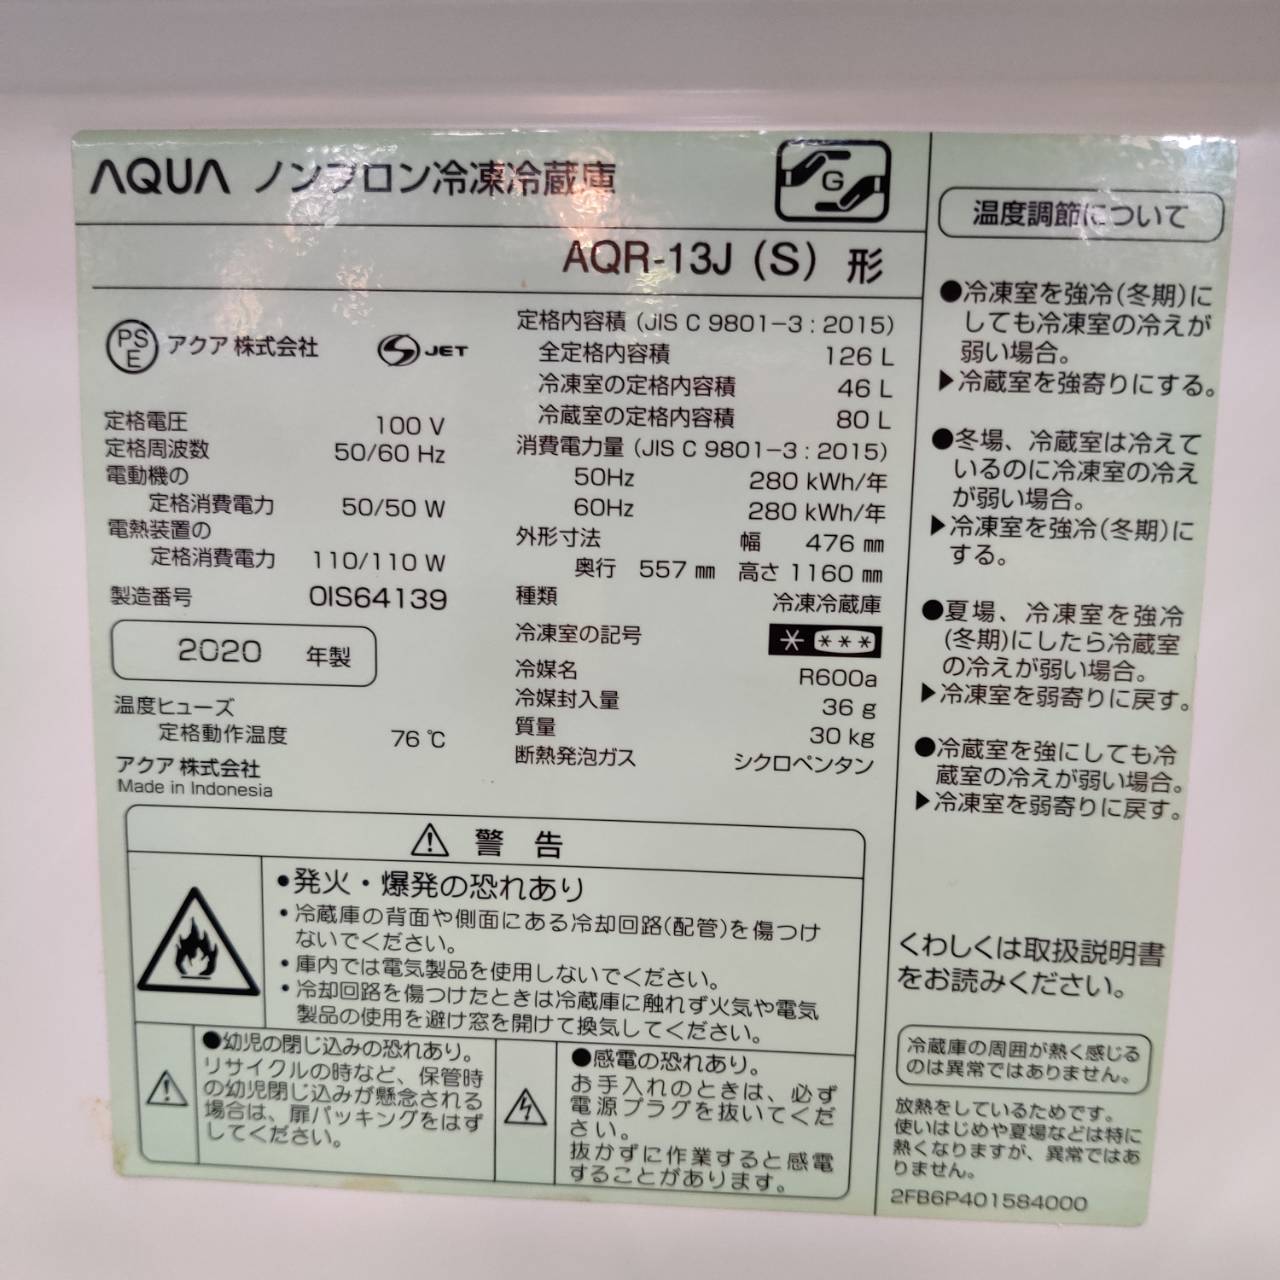 AQUA ノンフロン冷凍冷蔵庫
G
AQR-13J (S) 形
PS
E
アクア 株式会社
JET
定格電圧 100 V
定格周波数 50/60 Hz
電動機の
定格消費電力 50/50 W
電熱装置の
定格消費電力 110/110 W
製造番号 0IS64139
2020 年製
温度ヒューズ
定格動作温度 76 ℃
アクア 株式会社
Made in Indonesia
定格内容積 (JIS C 9801-3 : 2015)
全定格内容積 126 L
冷凍室の定格内容積 46 L
冷蔵室の定格内容積 80 L
消費電力量 (JIS C 9801-3 : 2015)
50Hz 280 kWh/年
60Hz 280 kWh/年
外形寸法 幅 476 ㎜
奥行 557 ㎜ 高さ 1160 ㎜
種類 冷凍冷蔵庫
冷凍室の記号 * ***
冷媒名 R600a
冷媒封入量 36 g
質量 30 kg
断熱発泡ガス シクロペンタン
⚠ 警 告
•発火・爆発の恐れあり
・冷蔵庫の背面や側面にある冷却回路(配管)を傷つけ
ないでください。
・庫内では電気製品を使用しないでください。
・冷却回路を傷つけたときは冷蔵庫に触れず火気や電気
製品の使用を避け窓を開けて換気してください。
●幼児の閉じ込みの恐れあり。
リサイクルの時など、保管時
の幼児閉じ込みが懸念される
場合は、扉パッキングをはず
してください。
●感電の恐れあり。
お手入れのときは、必ず
電源プラグを抜いてくだ
さい。
抜かずに作業すると感電
することがあります。
温度調節について
●冷凍室を強冷(冬期)に
しても冷凍室の冷えが
弱い場合。
▶冷蔵室を強寄りにする。
●冬場、冷蔵室は冷えて
いるのに冷凍室の冷え
が弱い場合。
▶冷凍室を強冷(冬期)に
する。
●夏場、冷凍室を強冷
(冬期)にしたら冷蔵室
の冷えが弱い場合。
▶冷凍室を弱寄りに戻す。
●冷蔵室を強にしても冷
蔵室の冷えが弱い場合。
▶冷凍室を弱寄りに戻す。
くわしくは取扱説明書
をお読みください。
冷蔵庫の周囲が熱く感じる
のは異常ではありません。
放熱をしているためです。
使いはじめや夏場などは特に
熱くなりますが、異常ではあ
りません。
2FB6P401584000